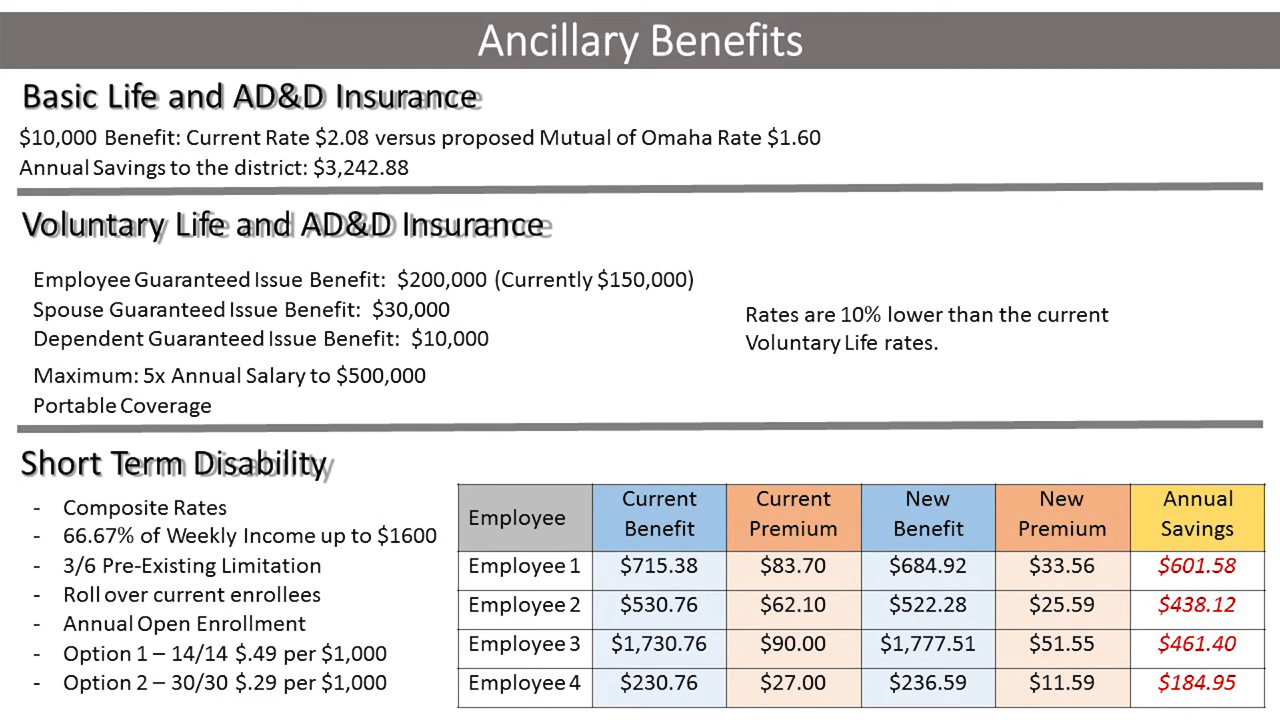 Ancillary Benefits
Basic Life and AD&D Insurance
$10,000 Benefit: Current Rate $2.08 versus proposed Mutual of Omaha Rate $1.60
Annual Savings to the district: $3,242.88
Voluntary Life and AD&D Insurance
Employee Guaranteed Issue Benefit: $200,000 (Currently $150,000)
Spouse Guaranteed Issue Benefit: $30,000
Dependent Guaranteed Issue Benefit: $10,000
Maximum: 5x Annual Salary to $500,000
Portable Coverage
Rates are 10% lower than the current
Voluntary Life rates.
Short Term Disability
- Composite Rates
- 66.67% of Weekly Income up to $1600
- 3/6 Pre-Existing Limitation
- Roll over current enrollees
- Annual Open Enrollment
- Option 1 – 14/14 $.49 per $1,000
- Option 2 – 30/30 $.29 per $1,000
Employee Current Benefit Current Premium New Benefit New Premium Annual Savings
Employee 1 $715.38 $83.70 $684.92 $33.56 $601.58
Employee 2 $530.76 $62.10 $522.28 $25.59 $438.12
Employee 3 $1,730.76 $90.00 $1,777.51 $51.55 $461.40
Employee 4 $230.76 $27.00 $236.59 $11.59 $184.95